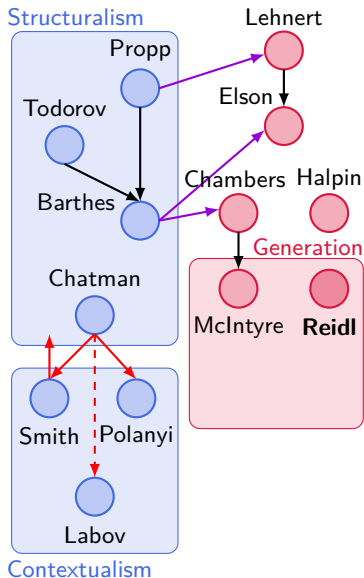 Structuralism
Lehnert
Propp
Elson
Todorov
Chambers
Halpin
Barthes
Generation
Chatman
McIntyre
Reidl
Smith
Polanyi
Labov
Contextualism